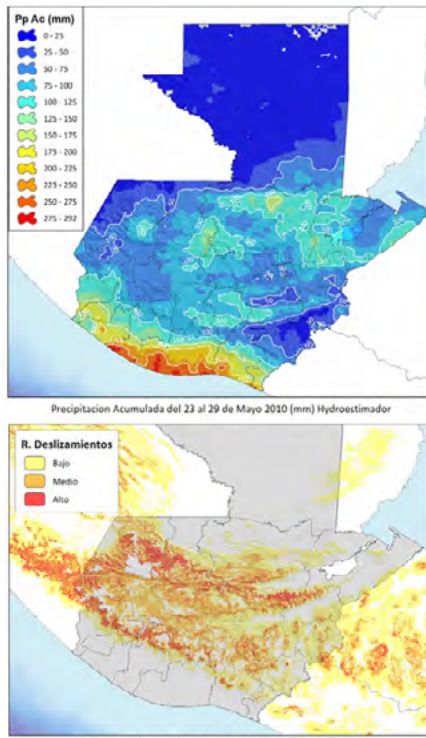 Pp Ac (mm)
0 - 25
25 - 50
50 - 75
75 - 100
100 - 125
125 - 150
150 - 175
175 - 200
200 - 225
225 - 250
250 - 275
275 - 292
Precipitacion Acumulada del 23 al 29 de Mayo 2010 (mm) Hydroestimador
R. Deslizamientos
Bajo
Medio
Alto